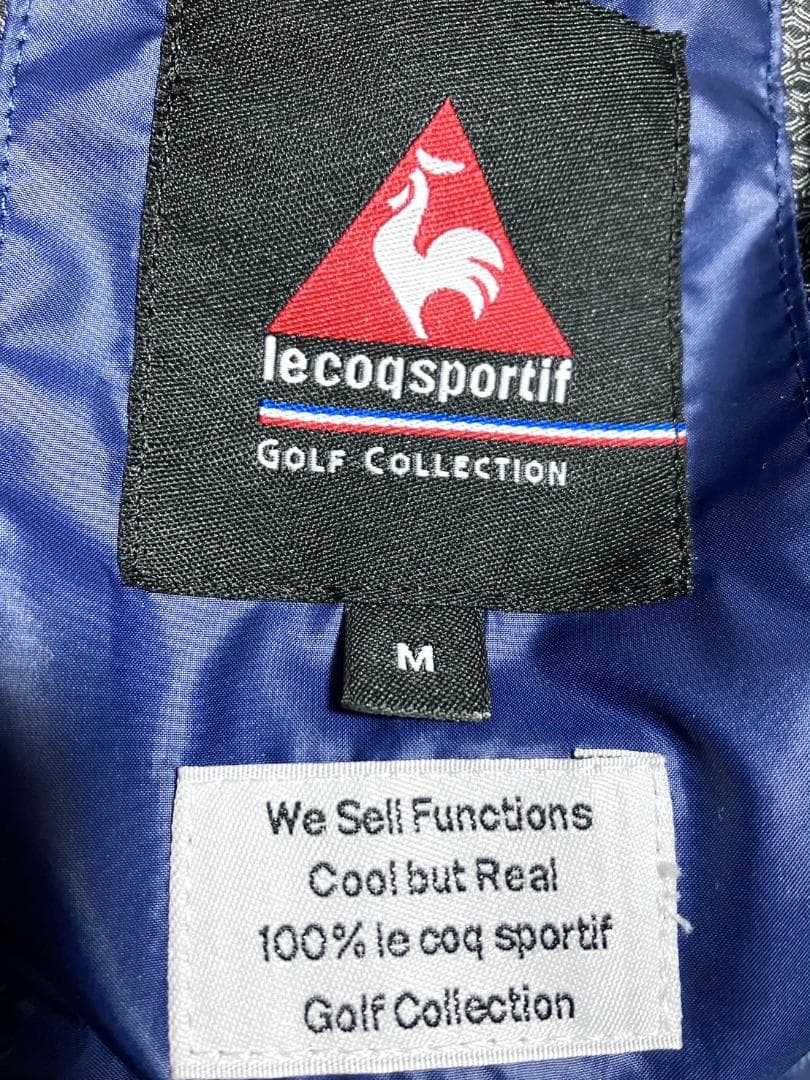 lecoqsportif
GOLF COLLECTION
M
We Sell Functions
Cool but Real
100% le coq sportif
Golf Collection